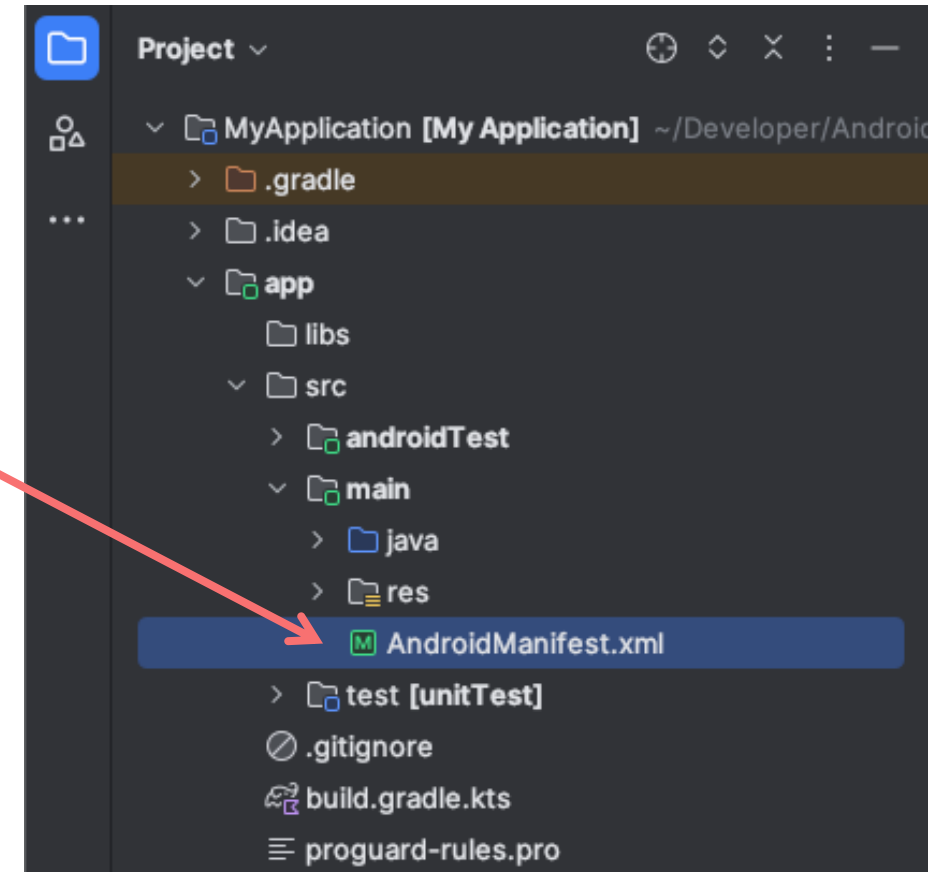 Project
MyApplication [My Application] ~/Developer/Android
.gradle
.idea
app
libs
src
androidTest
main
java
res
M AndroidManifest.xml
test [unitTest]
.gitignore
build.gradle.kts
proguard-rules.pro